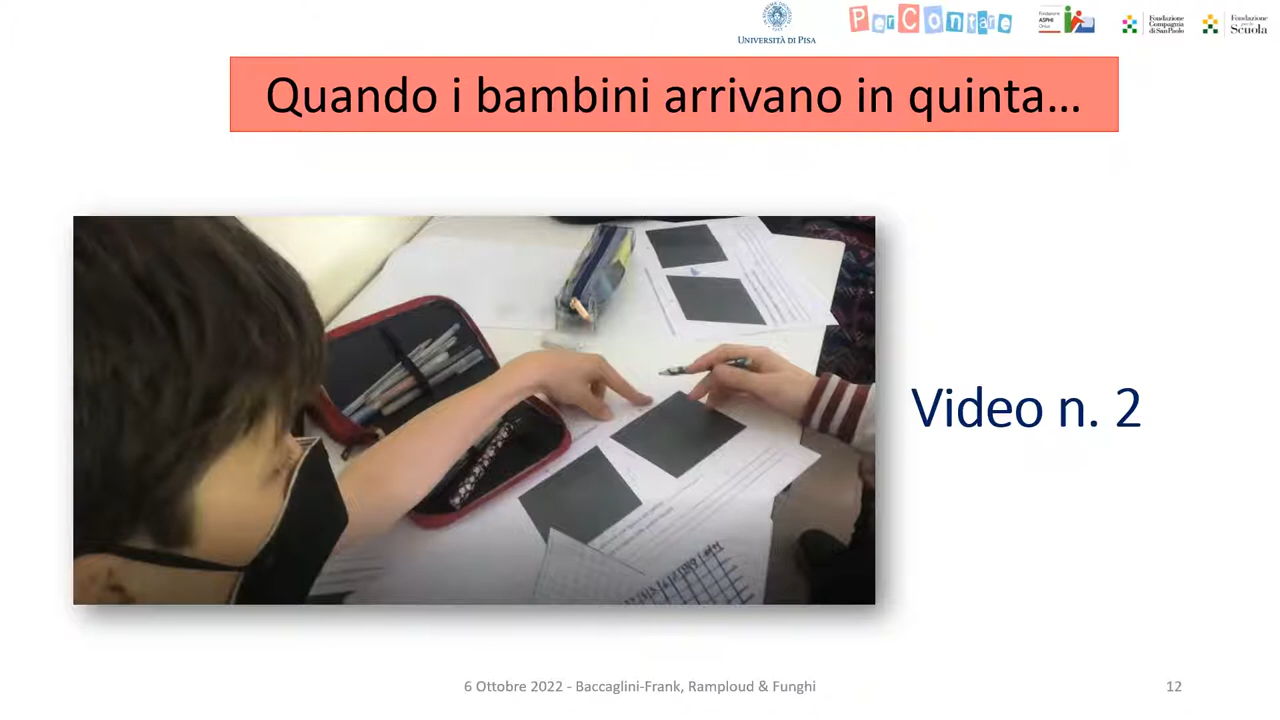 UNIVERSITÀ DI PISA
PerContare
Fondazione
ASPHI
Onlus
Fondazione
Compagnia
di San Paolo
Fondazione
per la
Scuola
Quando i bambini arrivano in quinta...
Video n. 2
6 Ottobre 2022 - Baccaglini-Frank, Ramploud & Funghi
12